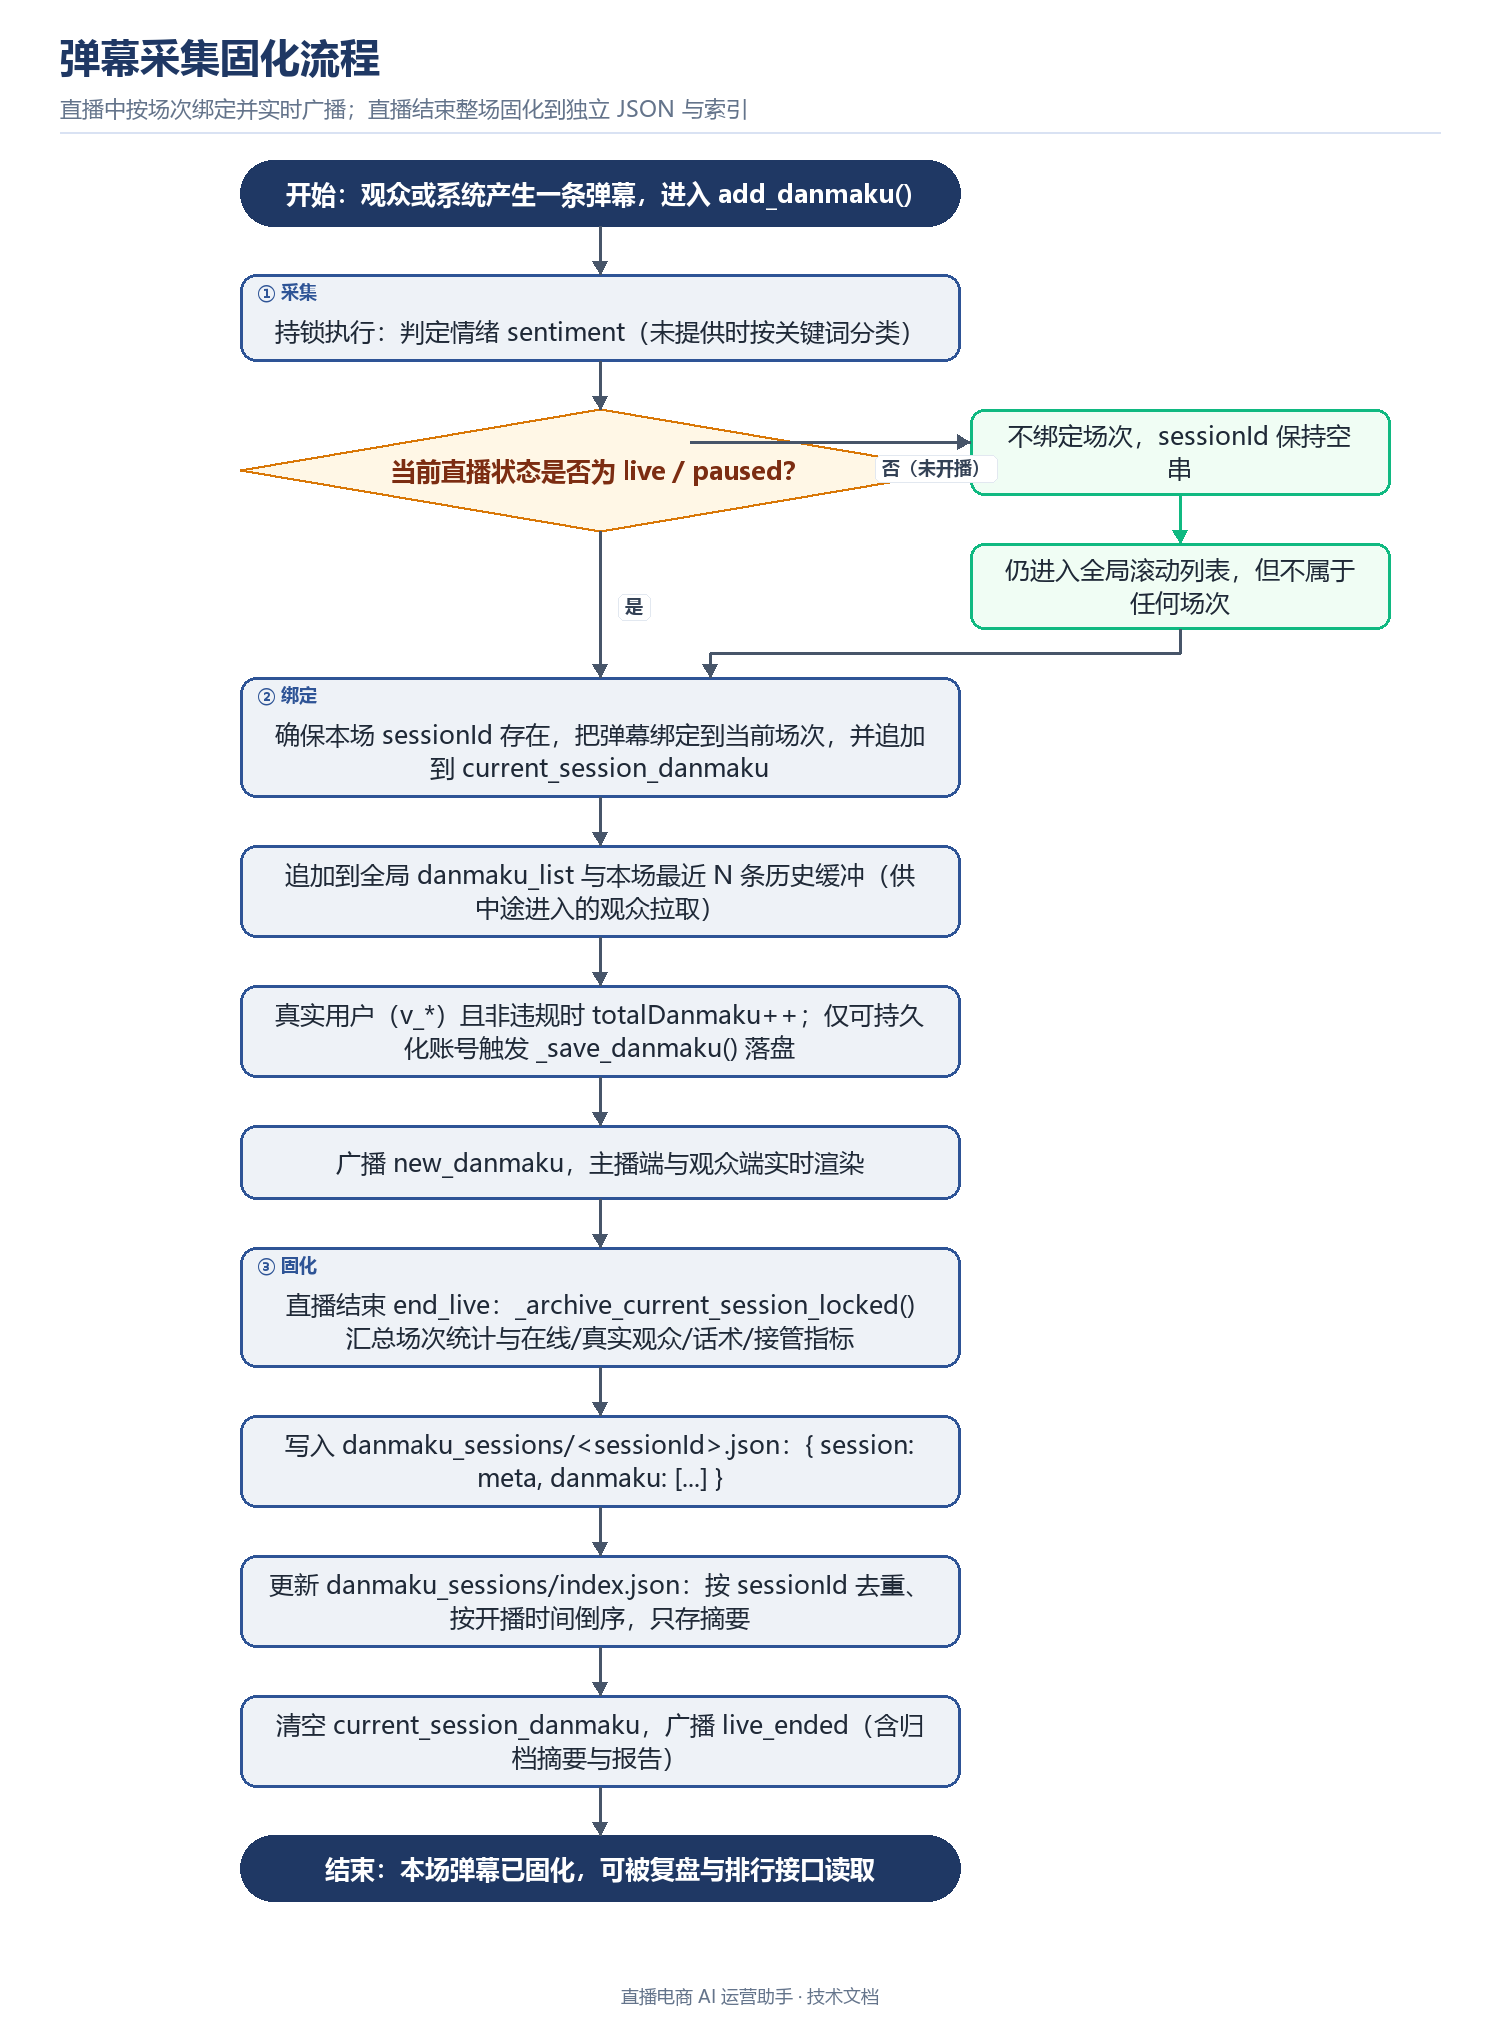 弹幕采集固化流程
直播中按场次绑定并实时广播；直播结束整场固化到独立 JSON 与索引
开始：观众或系统产生一条弹幕，进入 add_danmaku()
① 采集
持锁执行：判定情绪 sentiment（未提供时按关键词分类）
当前直播状态是否为 live / paused?
否（未开播）
不绑定场次，sessionId 保持空
串
仍进入全局滚动列表，但不属于
任何场次
是
② 绑定
确保本场 sessionId 存在，把弹幕绑定到当前场次，并追加
到 current_session_danmaku
追加到全局 danmaku_list 与本场最近 N 条历史缓冲（供
中途进入的观众拉取）
真实用户（v_*）且非违规时 totalDanmaku++；仅可持久
化账号触发 _save_danmaku() 落盘
广播 new_danmaku，主播端与观众端实时渲染
③ 固化
直播结束 end_live：_archive_current_session_locked()
汇总场次统计与在线/真实观众/话术/接管指标
写入 danmaku_sessions/<sessionId>.json：{ session:
meta, danmaku: [...] }
更新 danmaku_sessions/index.json：按 sessionId 去重、
按开播时间倒序，只存摘要
清空 current_session_danmaku，广播 live_ended（含归
档摘要与报告）
结束：本场弹幕已固化，可被复盘与排行接口读取
直播电商 AI 运营助手 · 技术文档